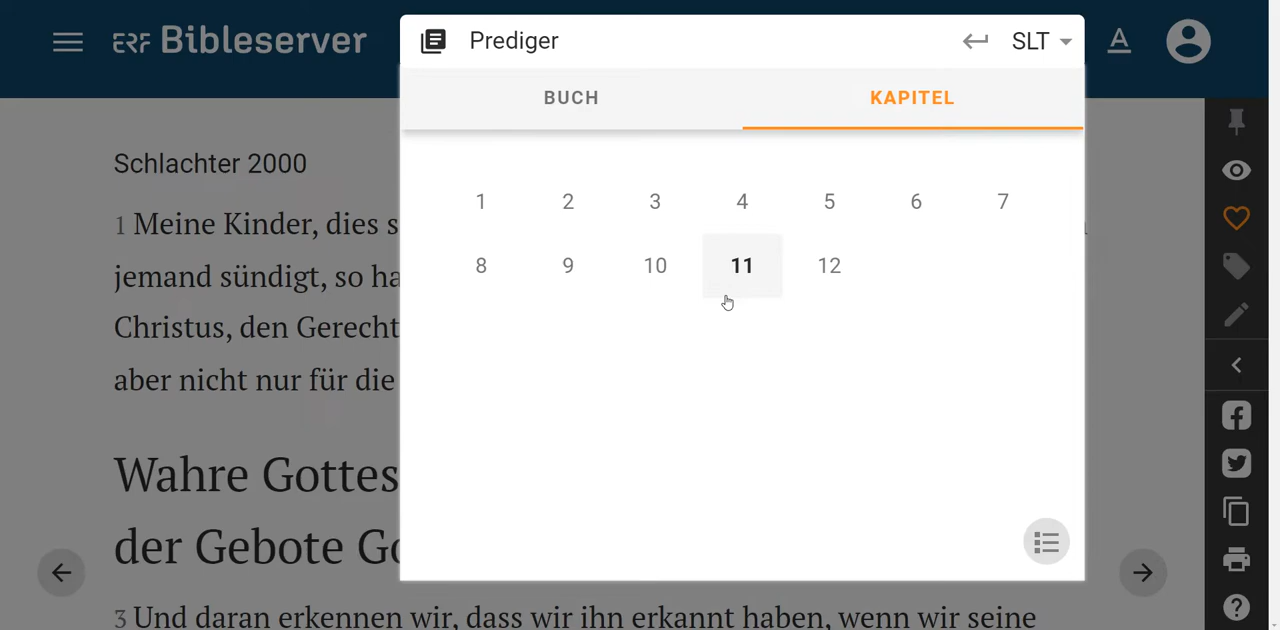 ERF Bibleserver
Prediger
SLT
A
BUCH
KAPITEL
Schlachter 2000
1 2 3 4 5 6 7
8 9 10 11 12
1 Meine Kinder, dies s
jemand sündigt, so ha
Christus, den Gerecht
aber nicht nur für die
Wahre Gottes
der Gebote Go
3 Und daran erkennen wir, dass wir ihn erkannt haben, wenn wir seine